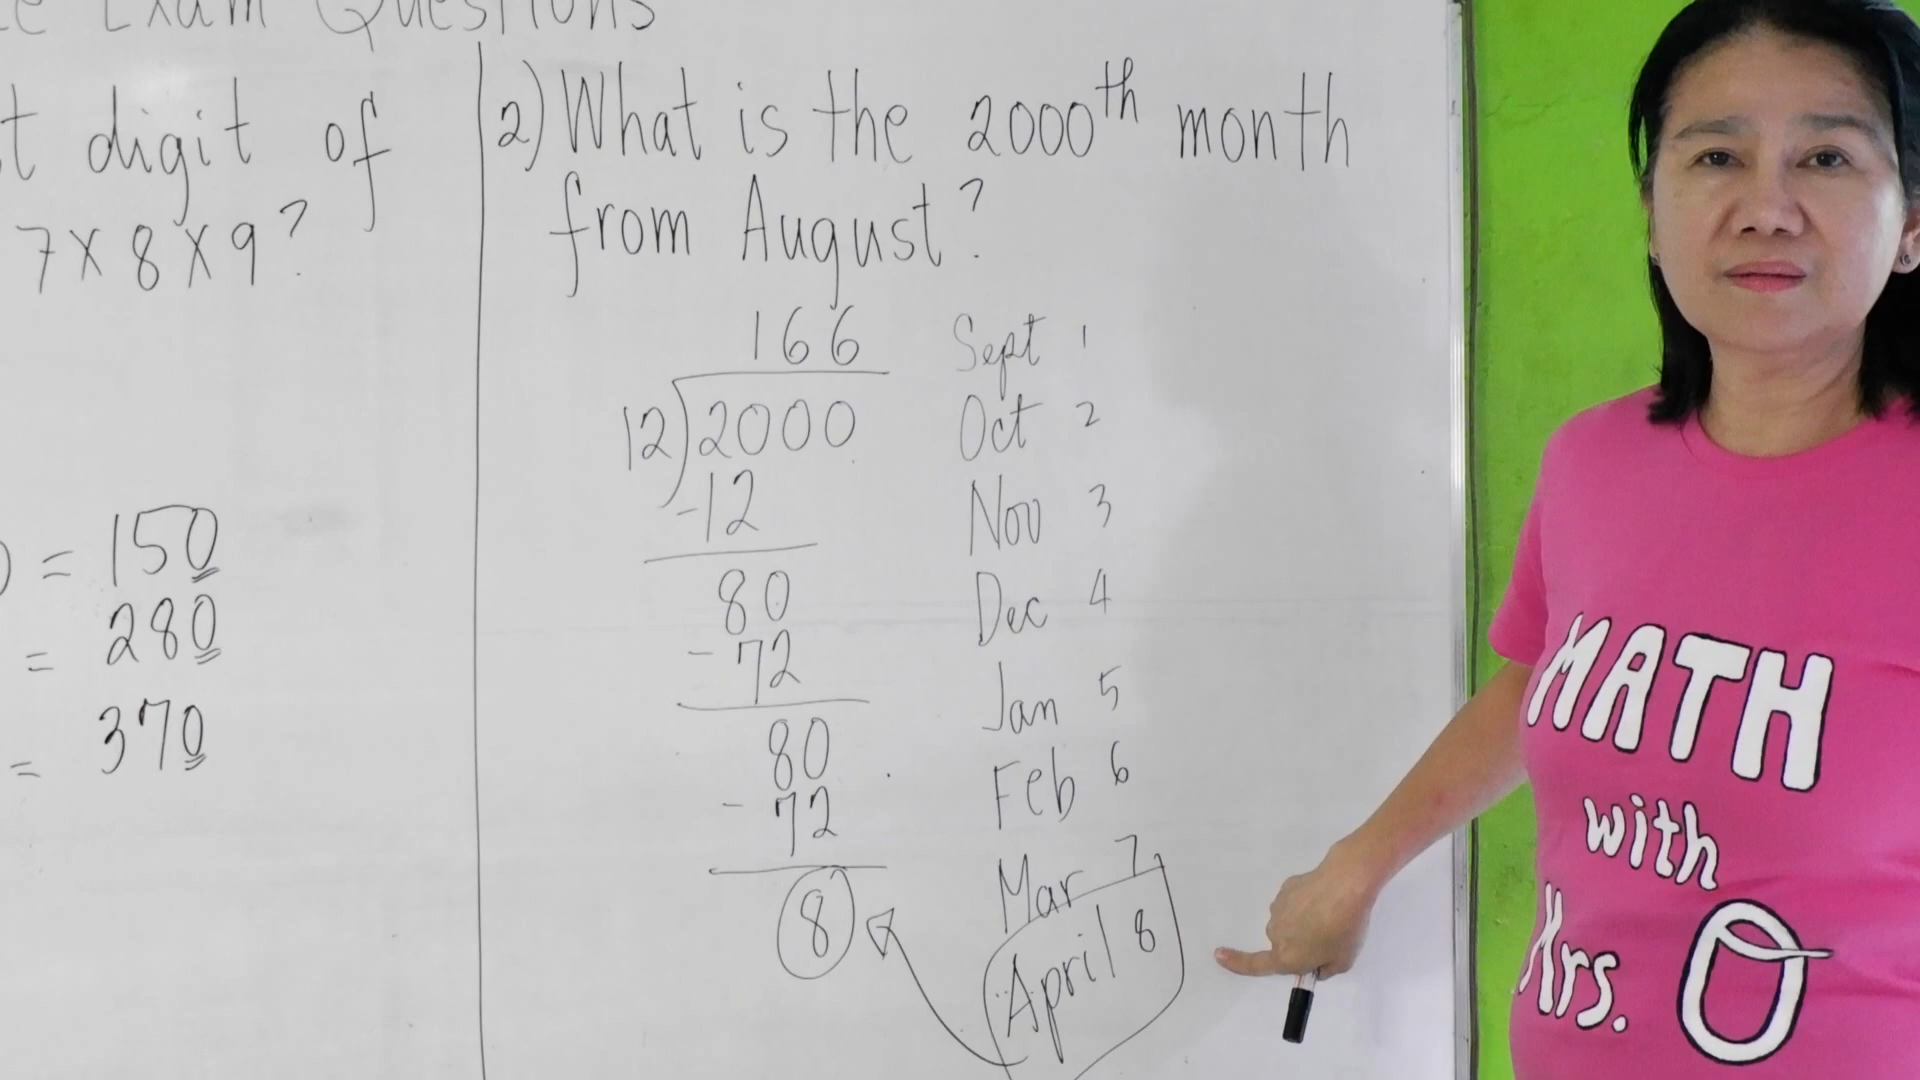 Exam Questions
digit of
7 X 8 X 9?
= 150
= 280
= 370
2) What is the 2000th month
from August?
166
12)2000
-12
80
-72
80
-72
8
Sept 1
Oct 2
Nov 3
Dec 4
Jan 5
Feb 6
Mar 7
April 8
MATH
with
Mrs. O